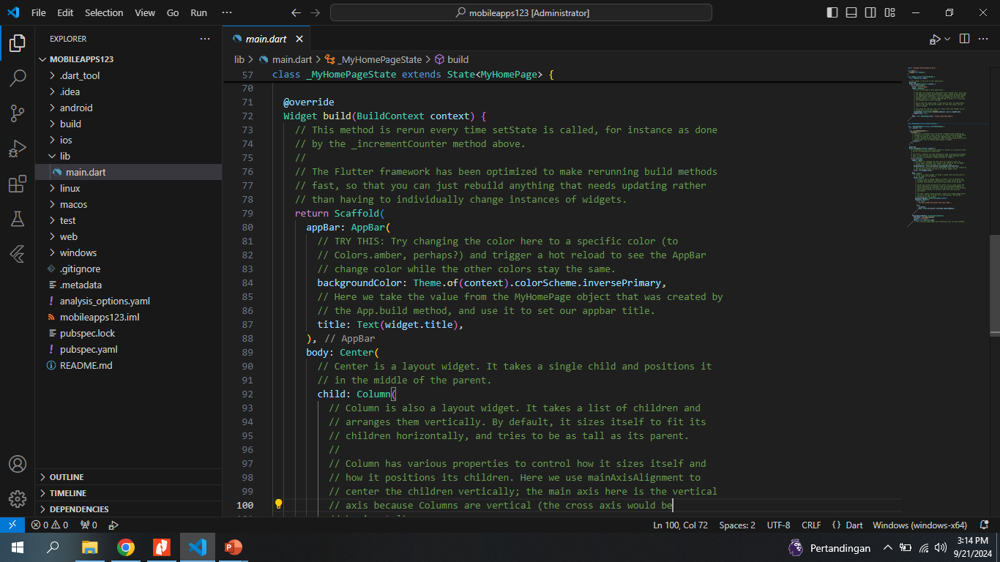 File Edit Selection View Go Run ··· mobileapps123 [Administrator]
EXPLORER ···
main.dart
MOBILEAPPS123
.dart_tool
.idea
android
build
ios
lib
main.dart
linux
macos
test
web
windows
.gitignore
.metadata
analysis_options.yaml
mobileapps123.iml
pubspec.lock
pubspec.yaml
README.md
OUTLINE
TIMELINE
DEPENDENCIES
lib > main.dart > _MyHomePageState > build
57 class _MyHomePageState extends State<MyHomePage> {
70
71 @override
72 Widget build(BuildContext context) {
73 // This method is rerun every time setState is called, for instance as done
74 // by the _incrementCounter method above.
75 //
76 // The Flutter framework has been optimized to make rerunning build methods
77 // fast, so that you can just rebuild anything that needs updating rather
78 // than having to individually change instances of widgets.
79 return Scaffold(
80 appBar: AppBar(
81 // TRY THIS: Try changing the color here to a specific color (to
82 // Colors.amber, perhaps?) and trigger a hot reload to see the AppBar
83 // change color while the other colors stay the same.
84 backgroundColor: Theme.of(context).colorScheme.inversePrimary,
85 // Here we take the value from the MyHomePage object that was created by
86 // the App.build method, and use it to set our appbar title.
87 title: Text(widget.title),
88 ), // AppBar
89 body: Center(
90 // Center is a layout widget. It takes a single child and positions it
91 // in the middle of the parent.
92 child: Column(
93 // Column is also a layout widget. It takes a list of children and
94 // arranges them vertically. By default, it sizes itself to fit its
95 // children horizontally, and tries to be as tall as its parent.
96 //
97 // Column has various properties to control how it sizes itself and
98 // how it positions its children. Here we use mainAxisAlignment to
99 // center the children vertically; the main axis here is the vertical
100 // axis because Columns are vertical (the cross axis would be
0 0 0 Ln 100, Col 72 Spaces: 2 UTF-8 CRLF {} Dart Windows (windows-x64)
Pertandingan 3:14 PM
9/21/2024